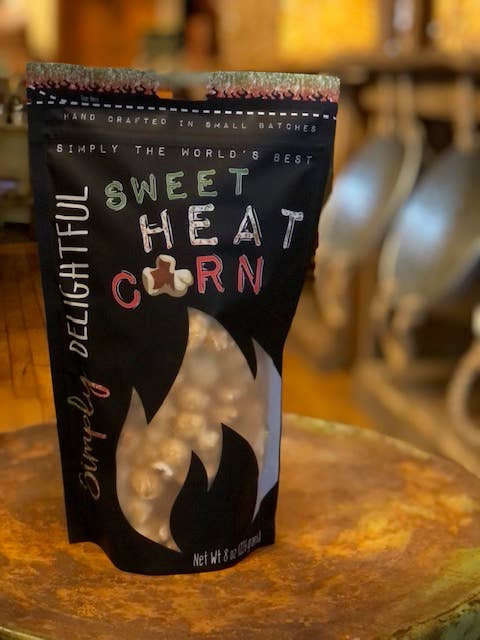 HAND CRAFTED IN SMALL BATCHES
SIMPLY THE WORLD'S BEST
SWEET
HEAT
CORN
Simply DELIGHTFUL
Net Wt 8 oz